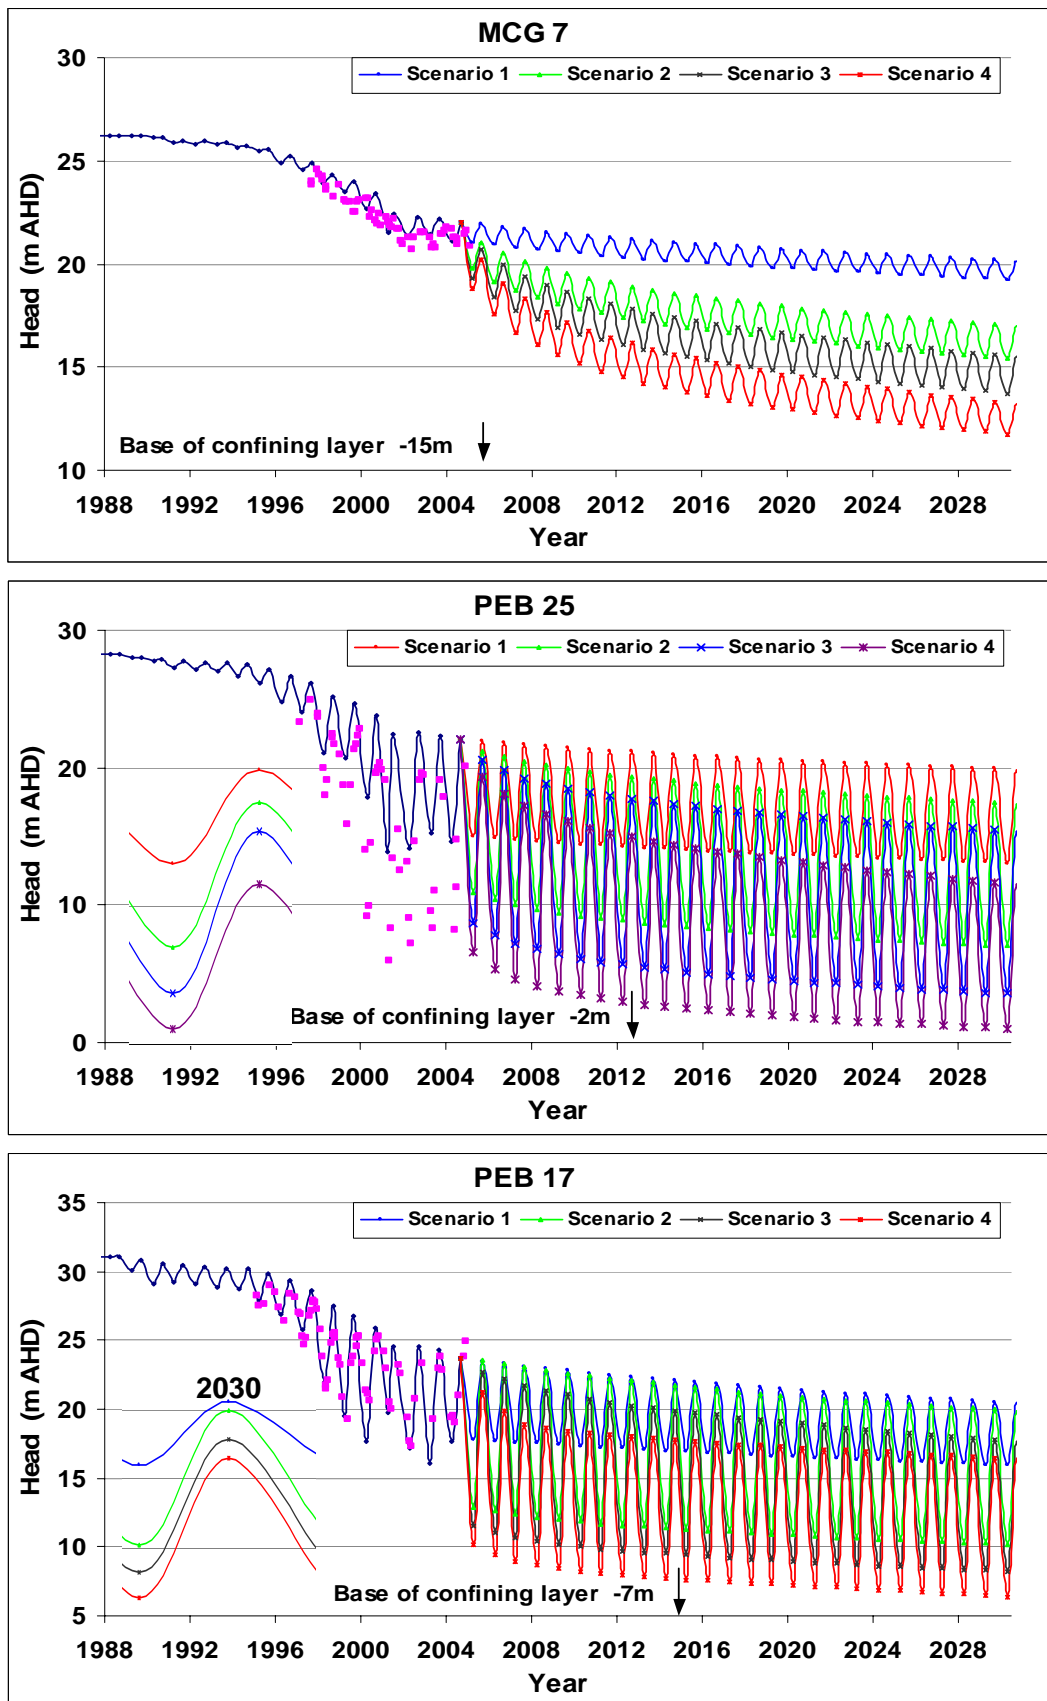 MCG 7
30
Scenario 1 Scenario 2 Scenario 3 Scenario 4
25
20
15
10
Head (m AHD)
Base of confining layer -15m
1988 1992 1996 2000 2004 2008 2012 2016 2020 2024 2028
Year
PEB 25
30
Scenario 1 Scenario 2 Scenario 3 Scenario 4
20
10
0
Head (m AHD)
Base of confining layer -2m
1988 1992 1996 2000 2004 2008 2012 2016 2020 2024 2028
Year
PEB 17
35
Scenario 1 Scenario 2 Scenario 3 Scenario 4
30
25
20
15
10
5
Head (m AHD)
2030
Base of confining layer -7m
1988 1992 1996 2000 2004 2008 2012 2016 2020 2024 2028
Year